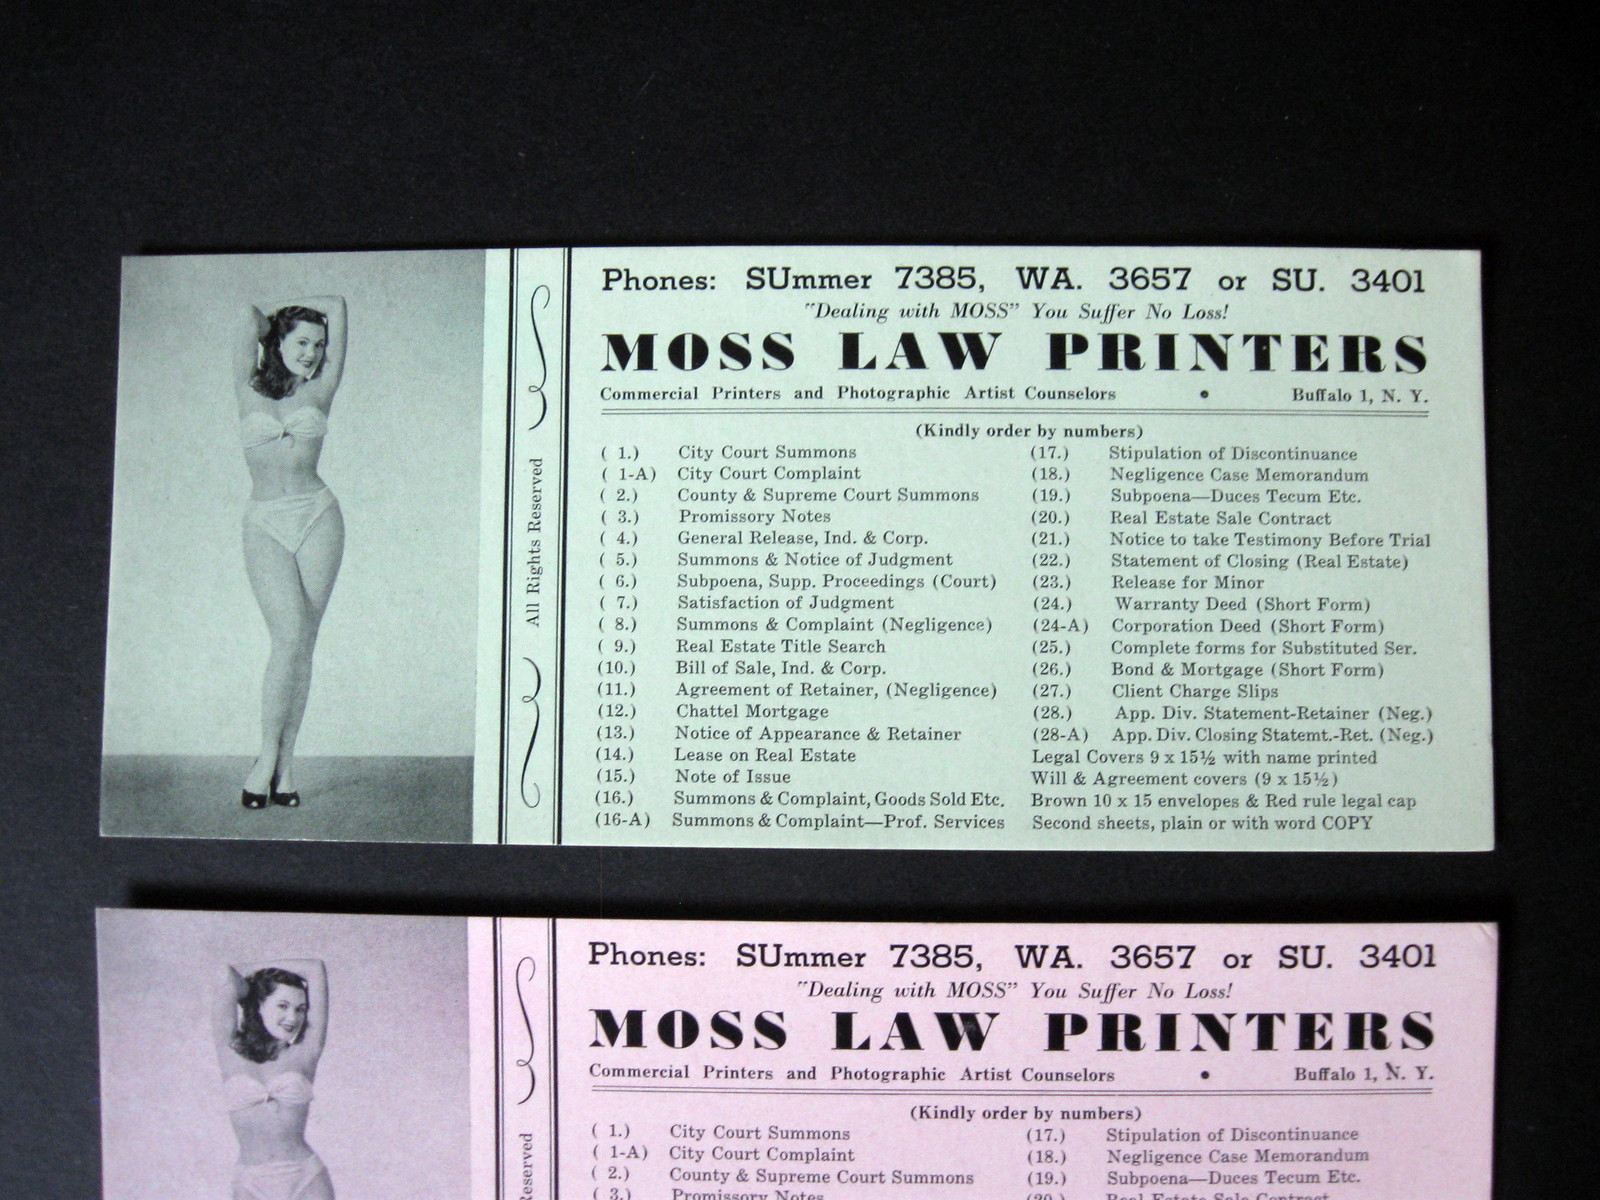 Phones: SUmmer 7385, WA. 3657 or SU. 3401
"Dealing with MOSS" You Suffer No Loss!
MOSS LAW PRINTERS
Commercial Printers and Photographic Artist Counselors • Buffalo 1, N. Y.
All Rights Reserved
(Kindly order by numbers)
( 1.) City Court Summons
( 1-A) City Court Complaint
( 2.) County & Supreme Court Summons
( 3.) Promissory Notes
( 4.) General Release, Ind. & Corp.
( 5.) Summons & Notice of Judgment
( 6.) Subpoena, Supp. Proceedings (Court)
( 7.) Satisfaction of Judgment
( 8.) Summons & Complaint (Negligence)
( 9.) Real Estate Title Search
(10.) Bill of Sale, Ind. & Corp.
(11.) Agreement of Retainer, (Negligence)
(12.) Chattel Mortgage
(13.) Notice of Appearance & Retainer
(14.) Lease on Real Estate
(15.) Note of Issue
(16.) Summons & Complaint, Goods Sold Etc.
(16-A) Summons & Complaint—Prof. Services
(17.) Stipulation of Discontinuance
(18.) Negligence Case Memorandum
(19.) Subpoena—Duces Tecum Etc.
(20.) Real Estate Sale Contract
(21.) Notice to take Testimony Before Trial
(22.) Statement of Closing (Real Estate)
(23.) Release for Minor
(24.) Warranty Deed (Short Form)
(24-A) Corporation Deed (Short Form)
(25.) Complete forms for Substituted Ser.
(26.) Bond & Mortgage (Short Form)
(27.) Client Charge Slips
(28.) App. Div. Statement-Retainer (Neg.)
(28-A) App. Div. Closing Statemt.-Ret. (Neg.)
Legal Covers 9 x 15½ with name printed
Will & Agreement covers (9 x 15½)
Brown 10 x 15 envelopes & Red rule legal cap
Second sheets, plain or with word COPY
Phones: SUmmer 7385, WA. 3657 or SU. 3401
"Dealing with MOSS" You Suffer No Loss!
MOSS LAW PRINTERS
Commercial Printers and Photographic Artist Counselors • Buffalo 1, N. Y.
(Kindly order by numbers)
( 1.) City Court Summons
( 1-A) City Court Complaint
( 2.) County & Supreme Court Summons
( 3.) Promissory Notes
(17.) Stipulation of Discontinuance
(18.) Negligence Case Memorandum
(19.) Subpoena—Duces Tecum Etc.
(20.) Real Estate Sale Contract